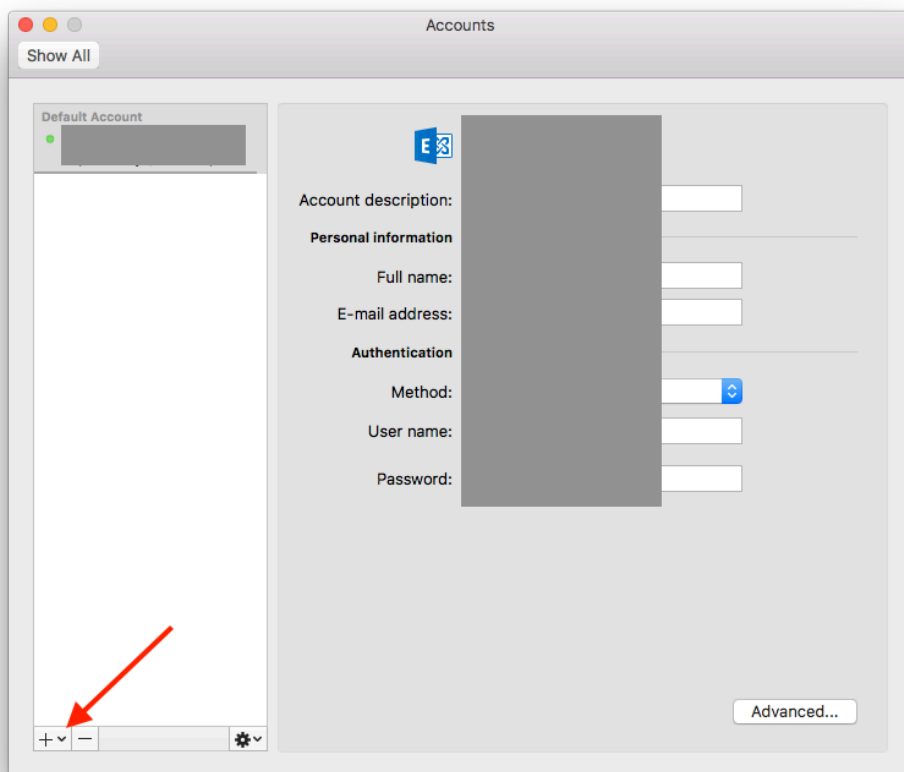 Accounts
Show All
Default Account
E
Account description:
Personal information
Full name:
E-mail address:
Authentication
Method:
User name:
Password:
Advanced...